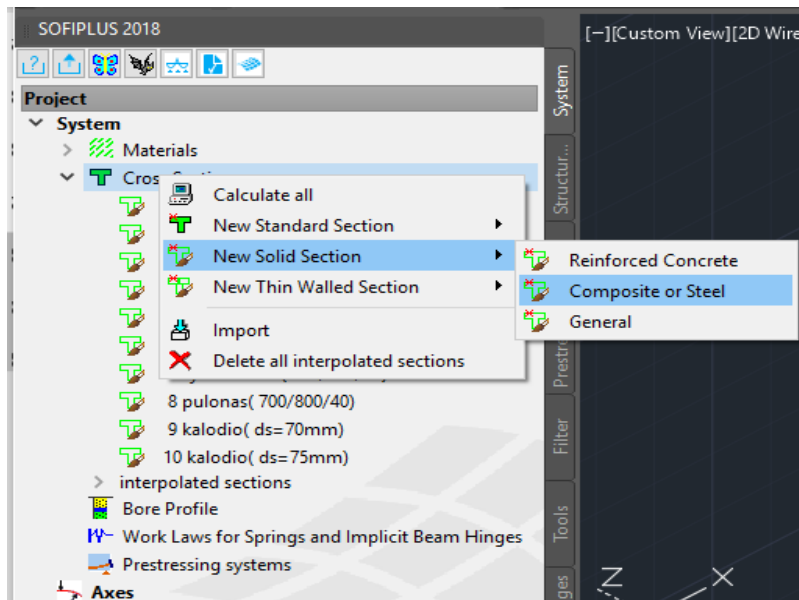 SOFIPLUS 2018
[−][Custom View][2D Wire
Project
System
Materials
Cross
Calculate all
New Standard Section
New Solid Section
New Thin Walled Section
Import
Delete all interpolated sections
Reinforced Concrete
Composite or Steel
General
8 pulonas( 700/800/40)
9 kalodio( ds=70mm)
10 kalodio( ds=75mm)
interpolated sections
Bore Profile
Work Laws for Springs and Implicit Beam Hinges
Prestressing systems
Axes
System
Structur...
Prestre
Filter
Tools
ges
Z
X